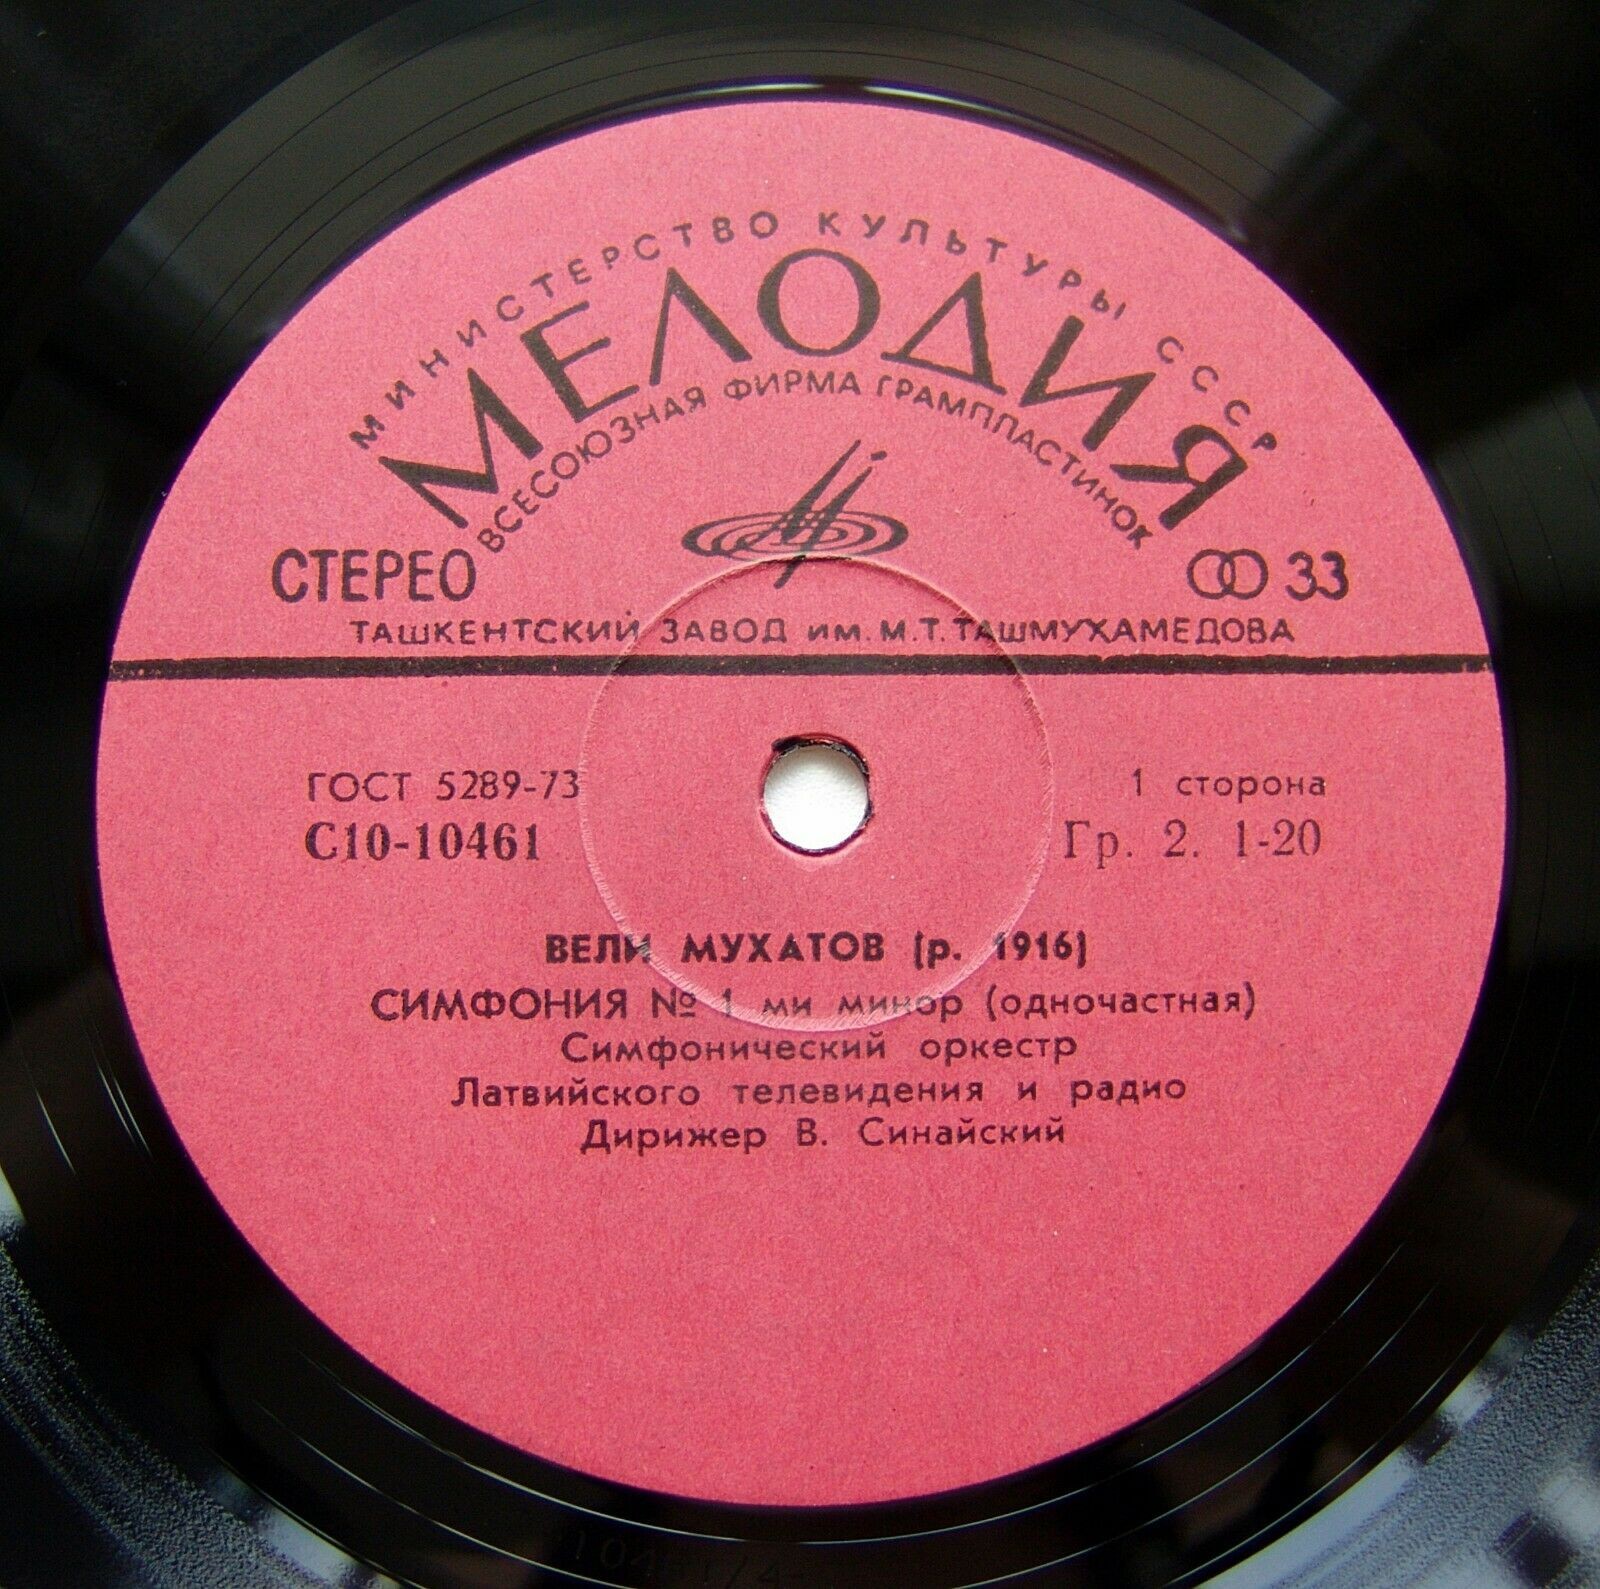 МИНИСТЕРСТВО КУЛЬТУРЫ СССР
МЕЛОДИЯ
ВСЕСОЮЗНАЯ ФИРМА ГРАМПЛАСТИНОК
СТЕРЕО 33
ТАШКЕНТСКИЙ ЗАВОД им. М.Т. ТАШМУХАМЕДОВА
ГОСТ 5289-73 1 сторона
С10-10461 Гр. 2. 1-20
ВЕЛИ МУХАТОВ (р. 1916)
СИМФОНИЯ № 1 ми минор (одночастная)
Симфонический оркестр
Латвийского телевидения и радио
Дирижер В. Синайский